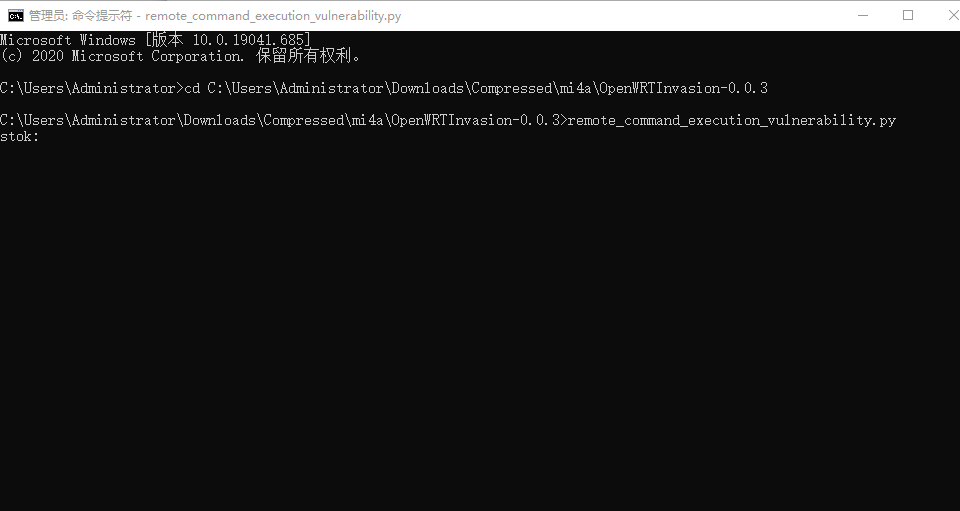 管理员: 命令提示符 - remote_command_execution_vulnerability.py
Microsoft Windows [版本 10.0.19041.685]
(c) 2020 Microsoft Corporation. 保留所有权利。
C:\Users\Administrator>cd C:\Users\Administrator\Downloads\Compressed\mi4a\OpenWRTInvasion-0.0.3
C:\Users\Administrator\Downloads\Compressed\mi4a\OpenWRTInvasion-0.0.3>remote_command_execution_vulnerability.py
stok: